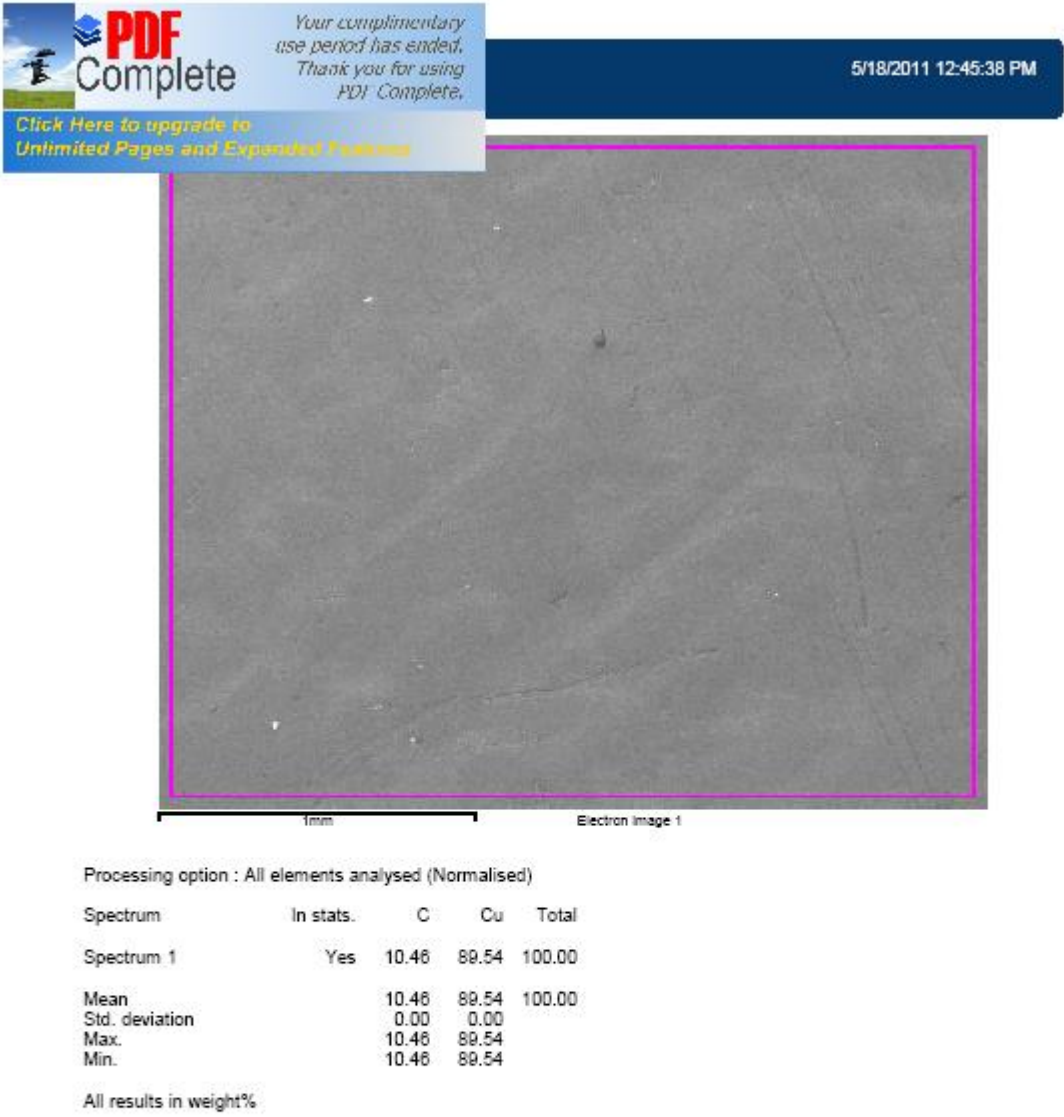 PDF
Complete
Your complimentary
use period has ended.
Thank you for using
PDF Complete.
Click Here to upgrade to
Unlimited Pages and Expanded Features
5/18/2011 12:45:38 PM
1mm
Electron Image 1
Processing option : All elements analysed (Normalised)
Spectrum In stats. C Cu Total
Spectrum 1 Yes 10.46 89.54 100.00
Mean 10.46 89.54 100.00
Std. deviation 0.00 0.00
Max. 10.46 89.54
Min. 10.46 89.54
All results in weight%